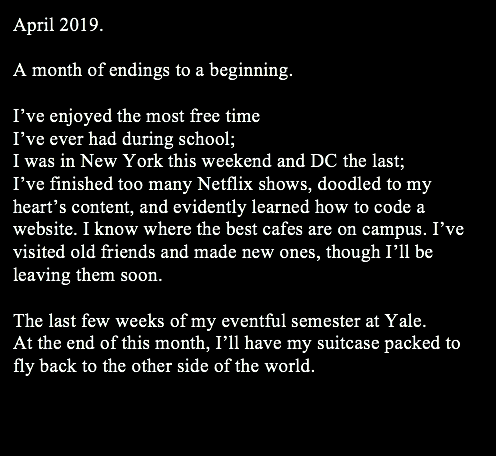 April 2019.
A month of endings to a beginning.
I’ve enjoyed the most free time
I’ve ever had during school;
I was in New York this weekend and DC the last;
I’ve finished too many Netflix shows, doodled to my
heart’s content, and evidently learned how to code a
website. I know where the best cafes are on campus. I’ve
visited old friends and made new ones, though I’ll be
leaving them soon.
The last few weeks of my eventful semester at Yale.
At the end of this month, I’ll have my suitcase packed to
fly back to the other side of the world.